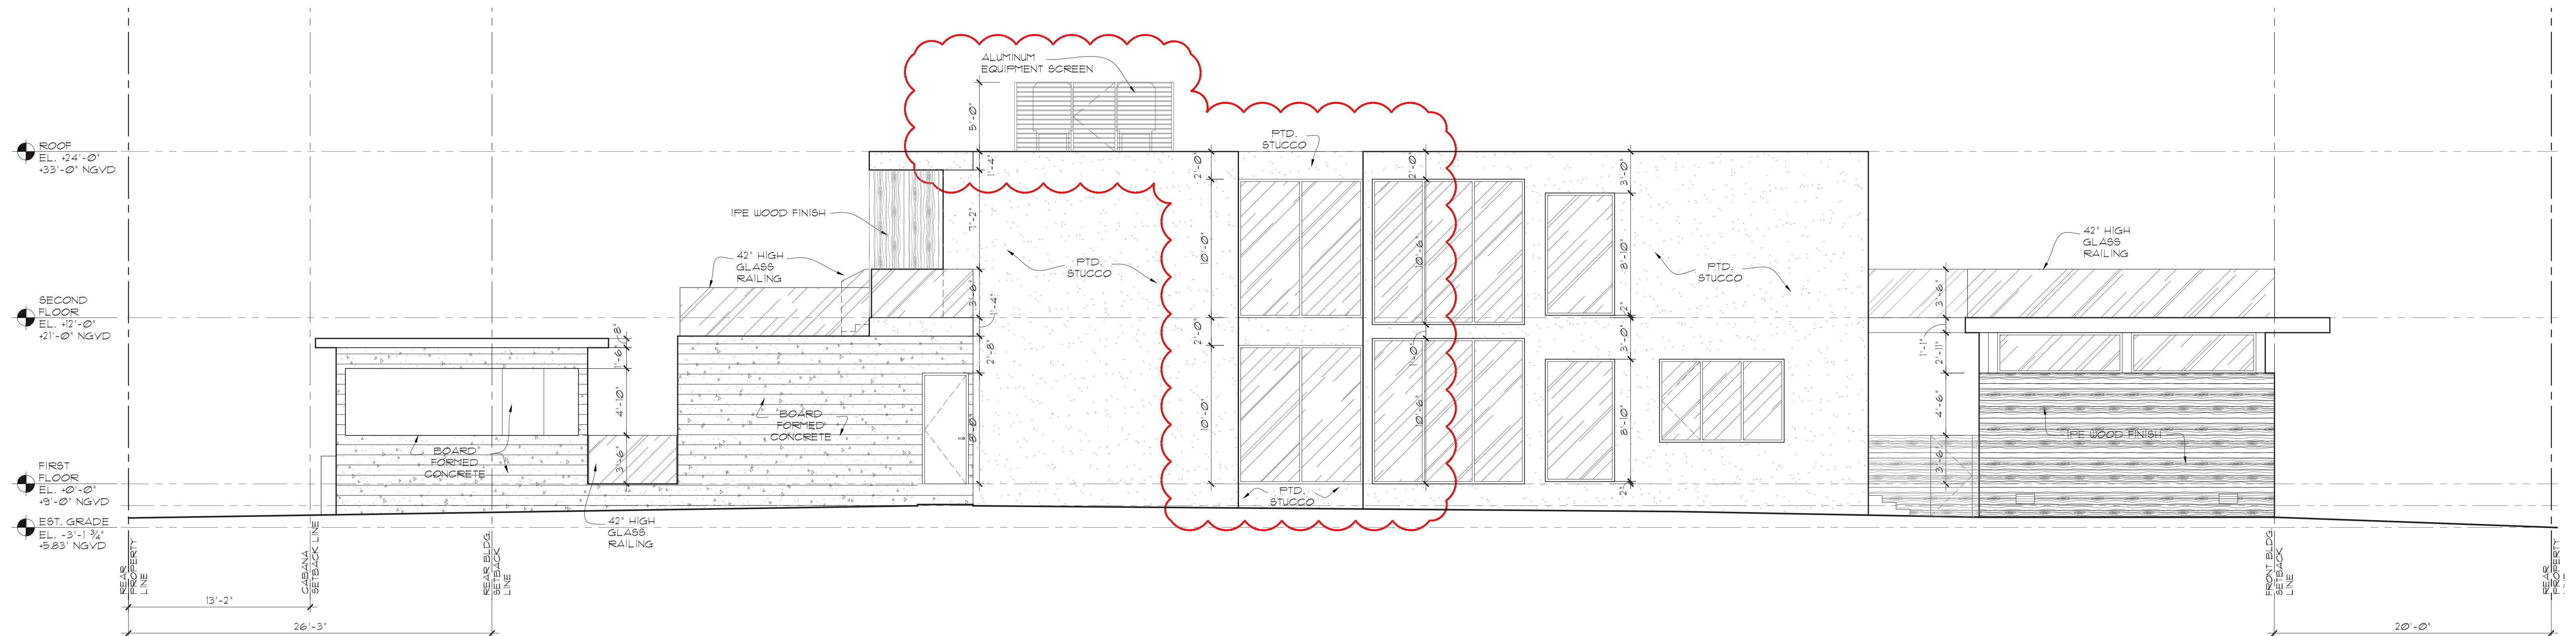 ALUMINUM
EQUIPMENT SCREEN
5'-0"
ROOF
EL. +24'-0"
+33'-0" NGVD
1'-4"
PTD.
STUCCO
2'-0"
2'-0"
3'-0"
IPE WOOD FINISH
7'-2"
42" HIGH
GLASS
RAILING
PTD.
STUCCO
10'-0"
10'-6"
8'-10"
PTD.
STUCCO
42" HIGH
GLASS
RAILING
SECOND
FLOOR
EL. +12'-0"
+21'-0" NGVD
3'-6"
1'-4"
2"
3'-6"
8"
1'-6"
2'-8"
2'-0"
1'-0"
3'-0"
1'-1"
2'-11"
4'-10"
BOARD
FORMED
CONCRETE
8'-0"
10'-0"
10'-6"
8'-10"
4'-6"
IPE WOOD FINISH
BOARD
FORMED
CONCRETE
3'-6"
3'-6"
FIRST
FLOOR
EL. +0'-0"
+9'-0" NGVD
PTD.
STUCCO
2"
EST. GRADE
EL. -3'-1 3/4"
+5.83' NGVD
42" HIGH
GLASS
RAILING
REAR
PROPERTY
LINE
CABANA
SETBACK LINE
REAR BLDG.
SETBACK
LINE
FRONT BLDG.
SETBACK
LINE
REAR
PROPERTY
13'-2"
26'-3"
20'-0"